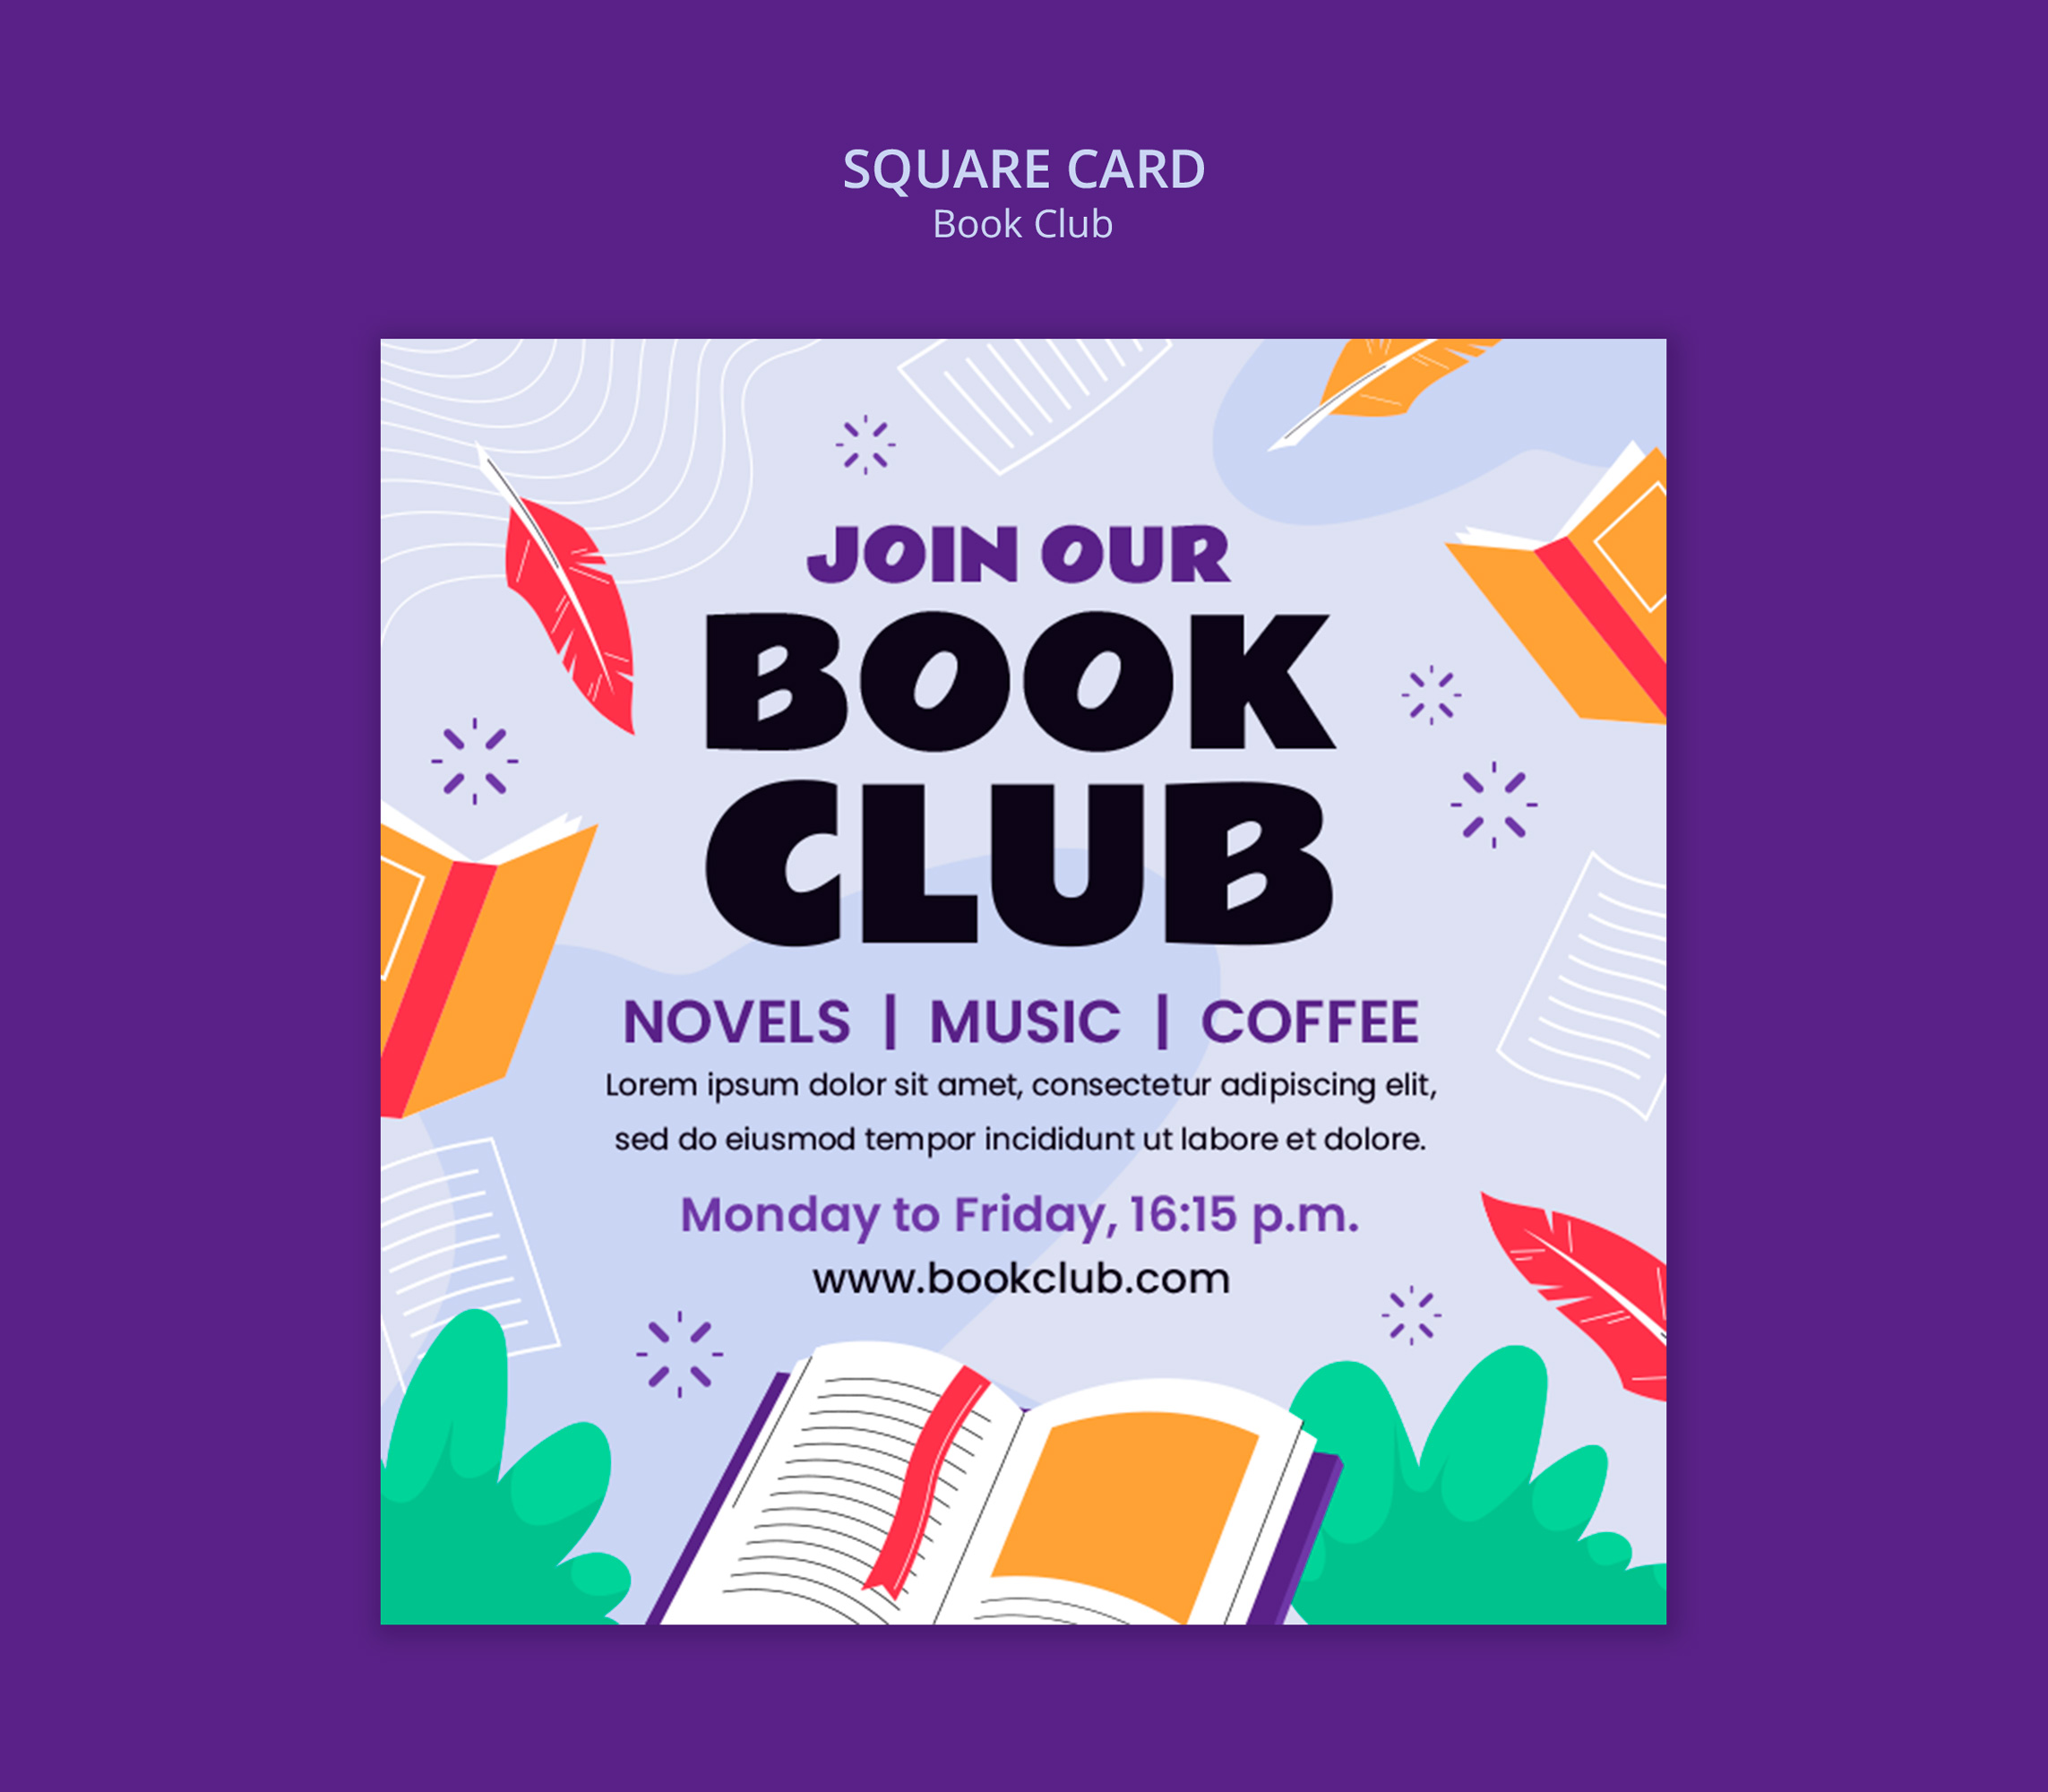 SQUARE CARD
Book Club
JOIN OUR
BOOK
CLUB
NOVELS | MUSIC | COFFEE
Lorem ipsum dolor sit amet, consectetur adipiscing elit,
sed do eiusmod tempor incididunt ut labore et dolore.
Monday to Friday, 16:15 p.m.
www.bookclub.com